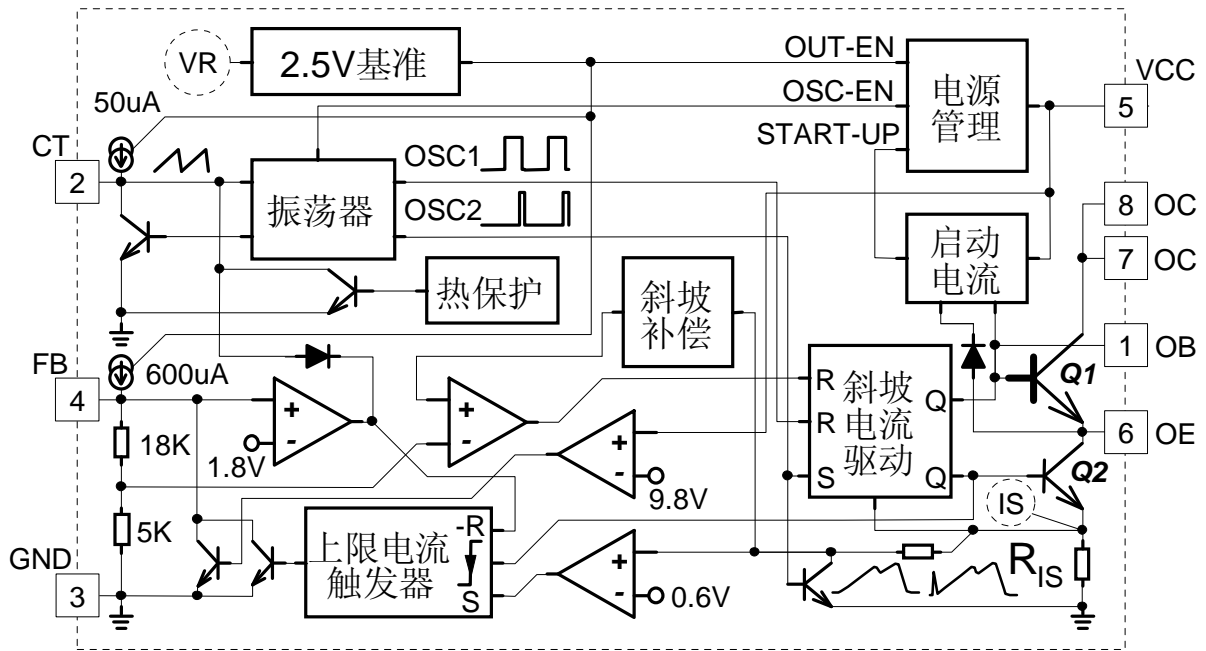 VR
2.5V基准
OUT-EN
OSC-EN
START-UP
电源
管理
VCC
5
50uA
CT
2
OSC1
OSC2
振荡器
热保护
斜坡
补偿
启动
电流
8
OC
7
OC
1
OB
FB
4
600uA
18K
+
-
1.8V
+
-
+
-
9.8V
R
R
S
斜坡
电流
驱动
Q
Q
Q1
Q2
6
OE
IS
5K
GND
3
上限电流
触发器
-R
S
+
-
0.6V
RIS